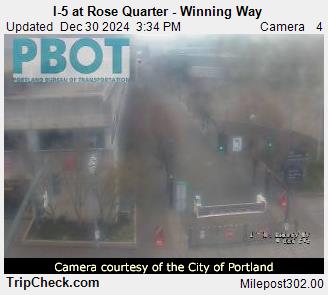 I-5 at Rose Quarter - Winning Way
Updated Dec 30 2024 3:34 PM Camera 4
PBOT
PORTLAND BUREAU OF TRANSPORTATION
Camera courtesy of the City of Portland
TripCheck.com Milepost302.00